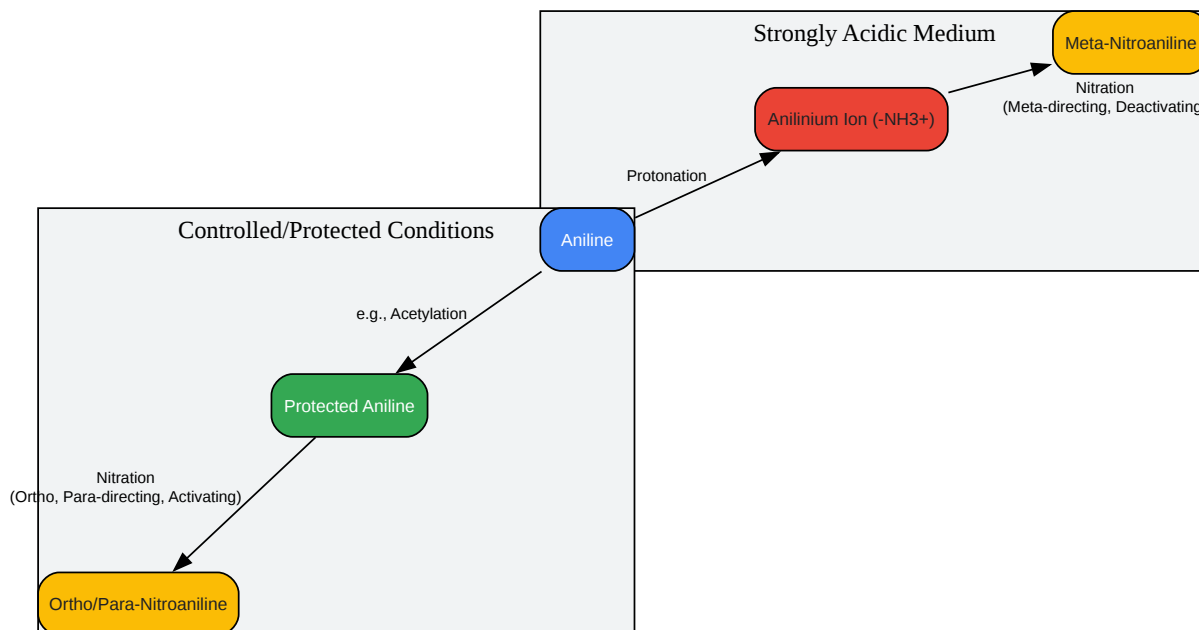 Strongly Acidic Medium
Meta-Nitroaniline
Nitration
(Meta-directing, Deactivating
Anilinium Ion (-NH3+)
Protonation
Controlled/Protected Conditions
Aniline
e.g., Acetylation
Protected Aniline
Nitration
(Ortho, Para-directing, Activating)
Ortho/Para-Nitroaniline